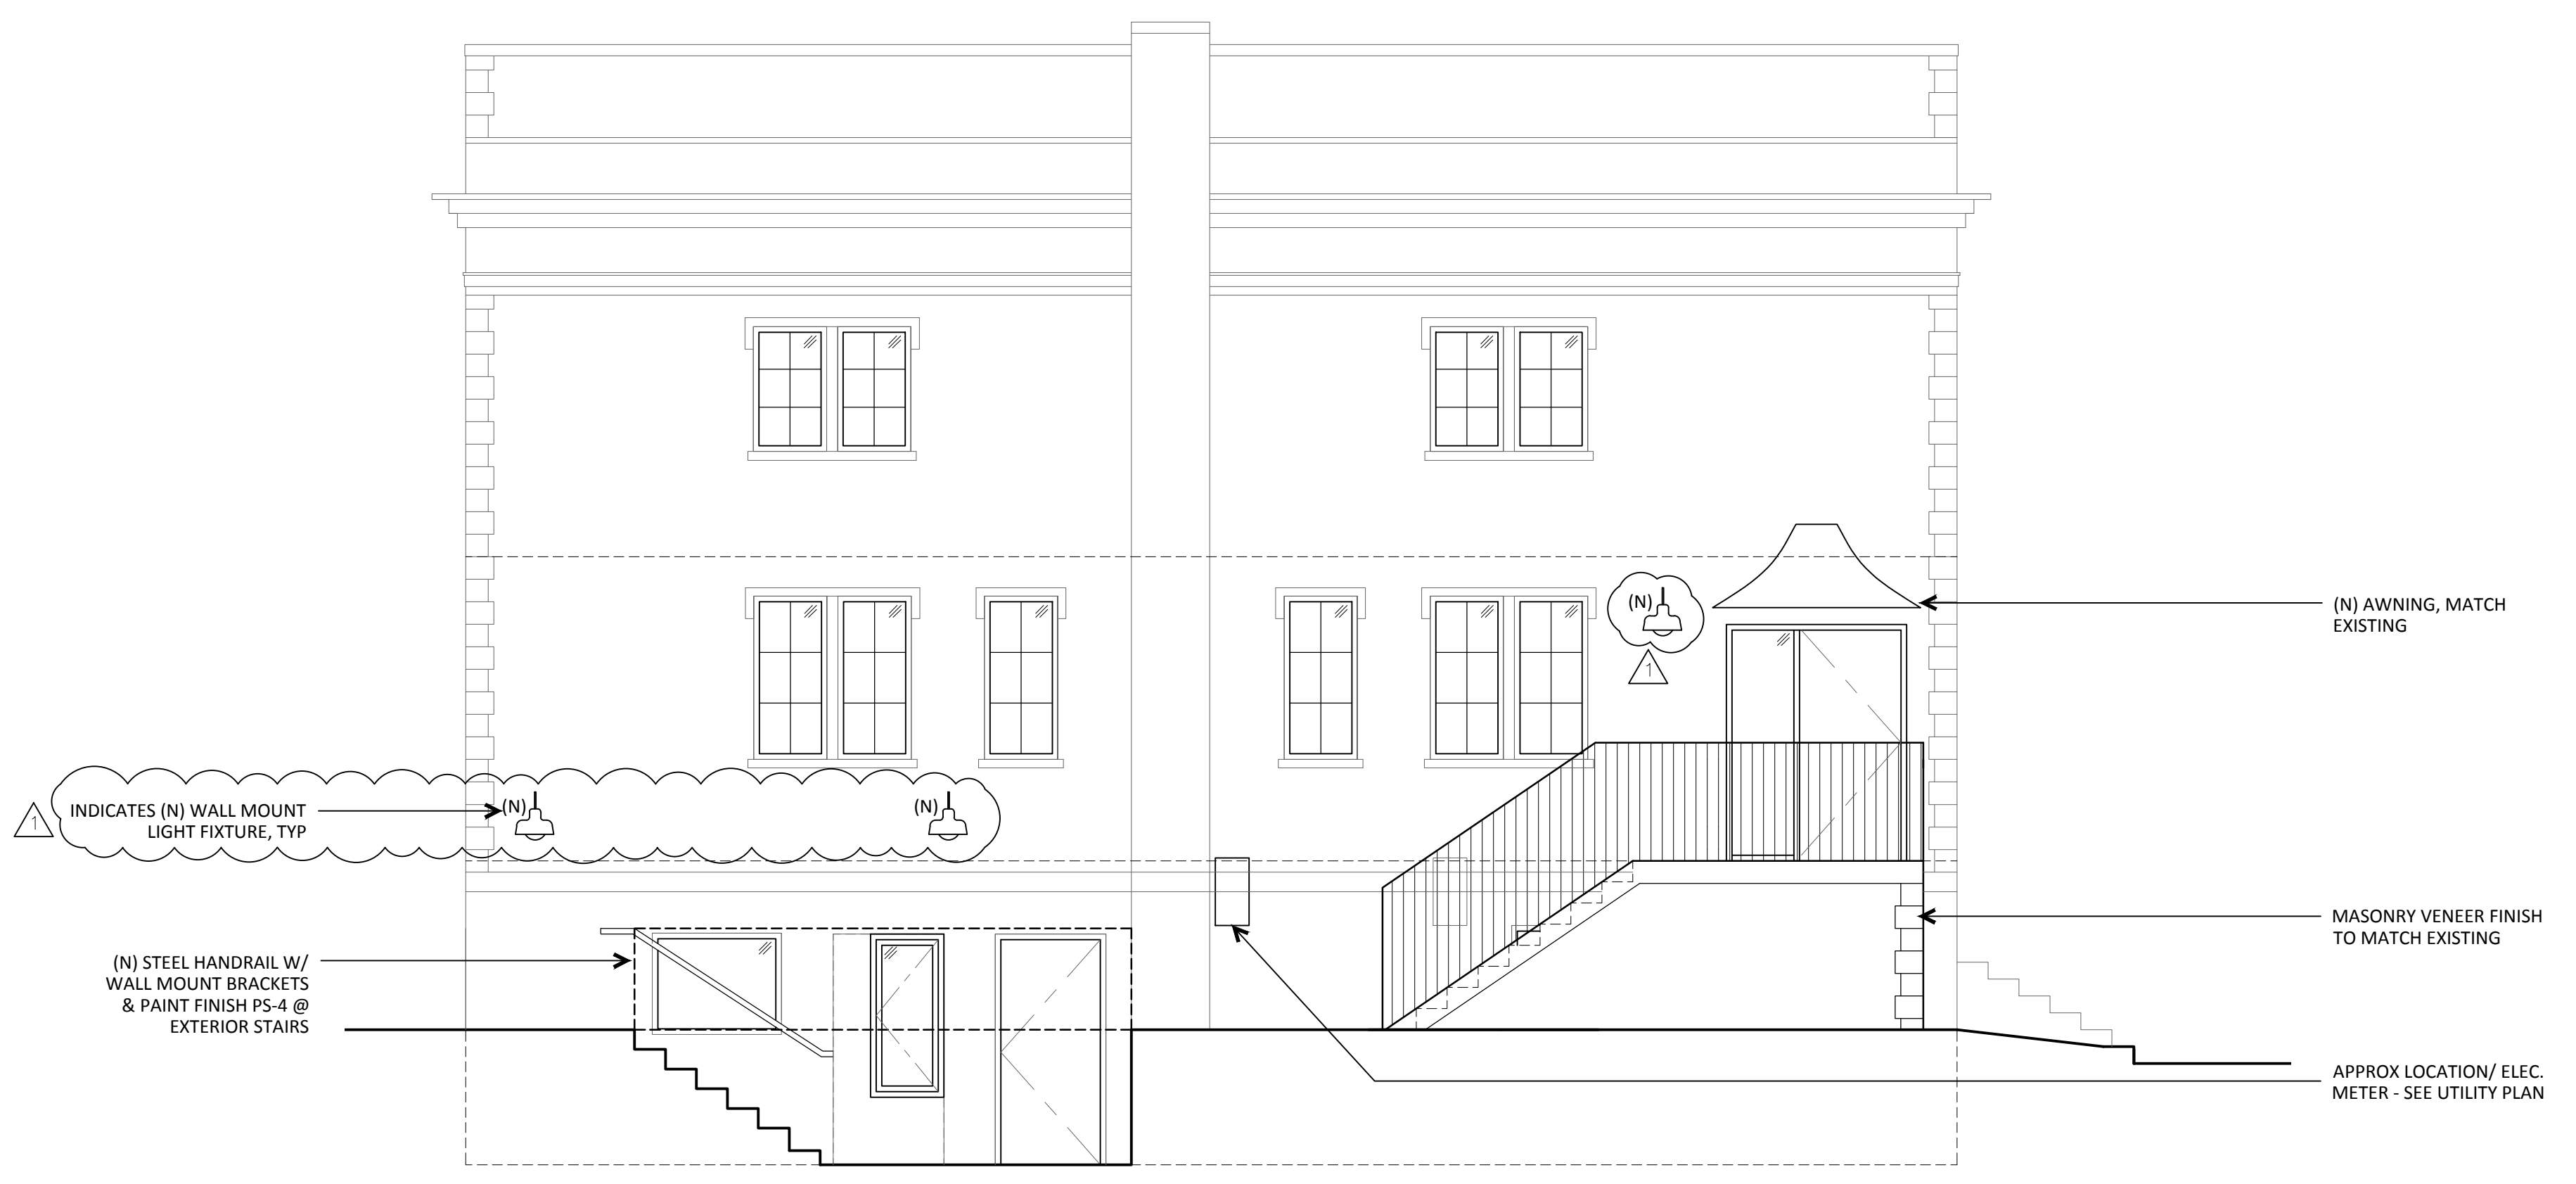 (N)
(N) AWNING, MATCH
EXISTING
1
1
INDICATES (N) WALL MOUNT
LIGHT FIXTURE, TYP
(N)
(N)
MASONRY VENEER FINISH
TO MATCH EXISTING
(N) STEEL HANDRAIL W/
WALL MOUNT BRACKETS
& PAINT FINISH PS-4 @
EXTERIOR STAIRS
APPROX LOCATION/ ELEC.
METER - SEE UTILITY PLAN